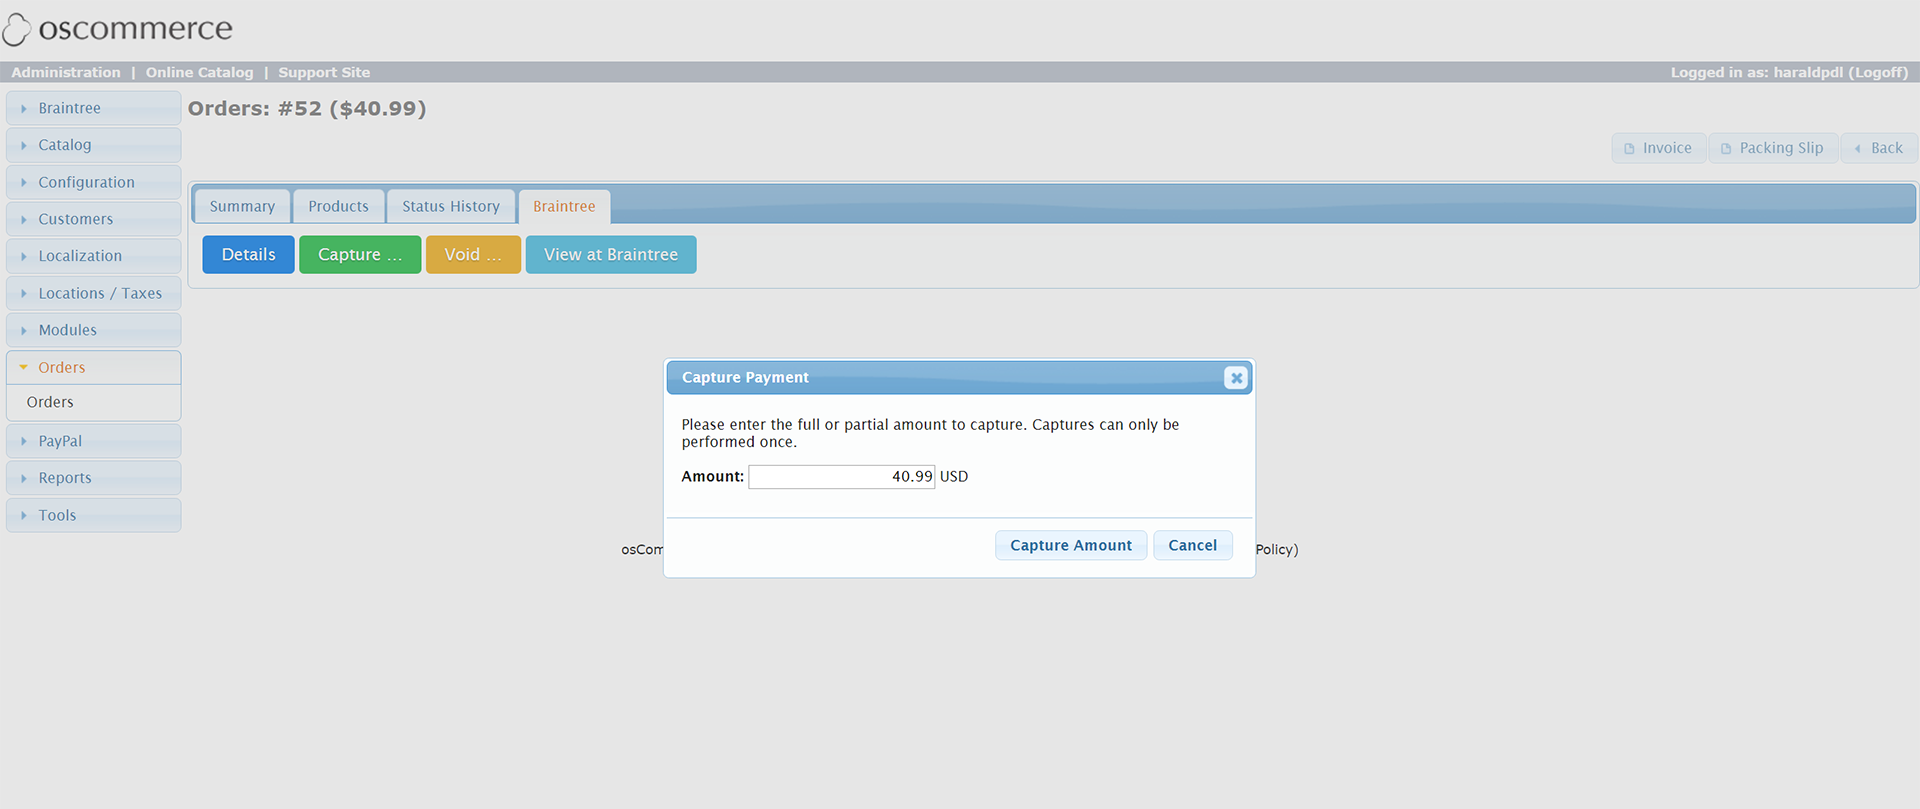 oscommerce
Administration | Online Catalog | Support Site
Logged in as: haraldpdl (Logoff)
Braintree
Catalog
Configuration
Customers
Localization
Locations / Taxes
Modules
Orders
Orders
PayPal
Reports
Tools
Orders: #52 ($40.99)
Invoice
Packing Slip
Back
Summary
Products
Status History
Braintree
Details
Capture ...
Void ...
View at Braintree
Capture Payment
Please enter the full or partial amount to capture. Captures can only be
performed once.
Amount: 40.99 USD
Capture Amount
Cancel
osCom
Policy)